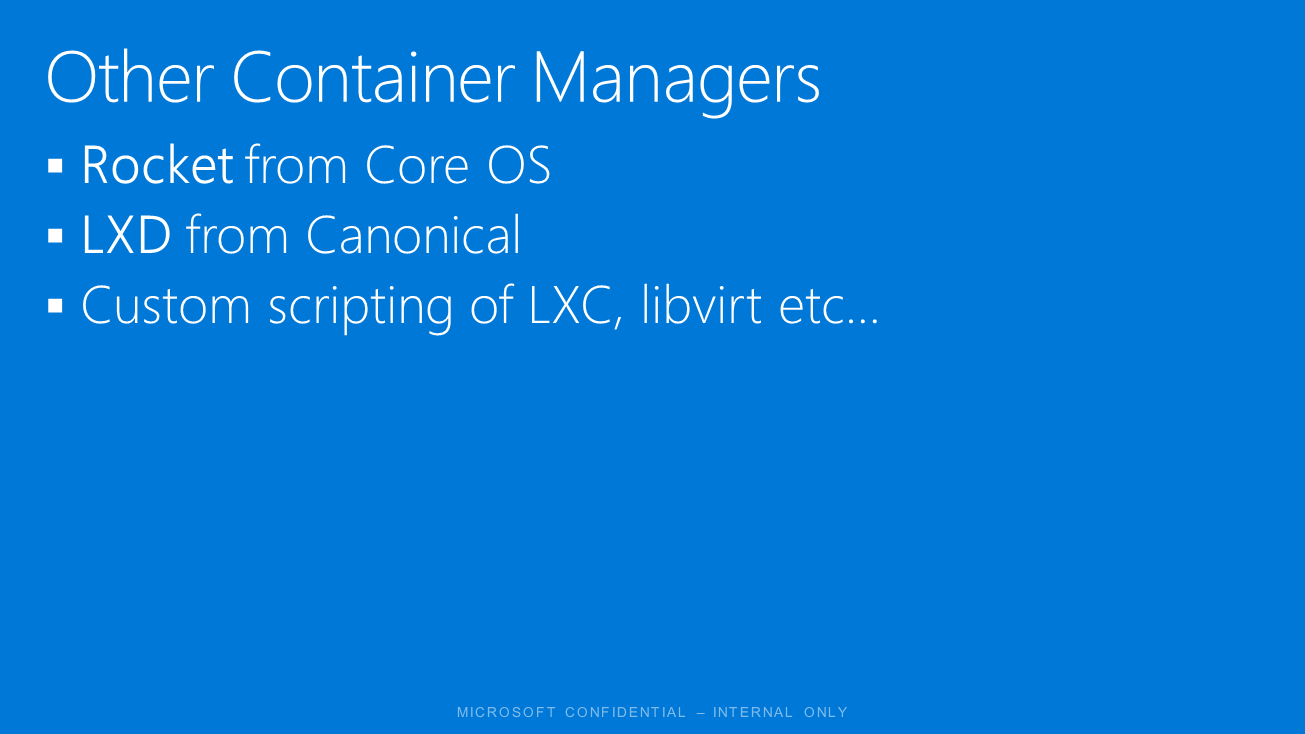 Other Container Managers
▪ Rocket from Core OS
▪ LXD from Canonical
▪ Custom scripting of LXC, libvirt etc…
MICROSOFT CONFIDENTIAL – INTERNAL ONLY